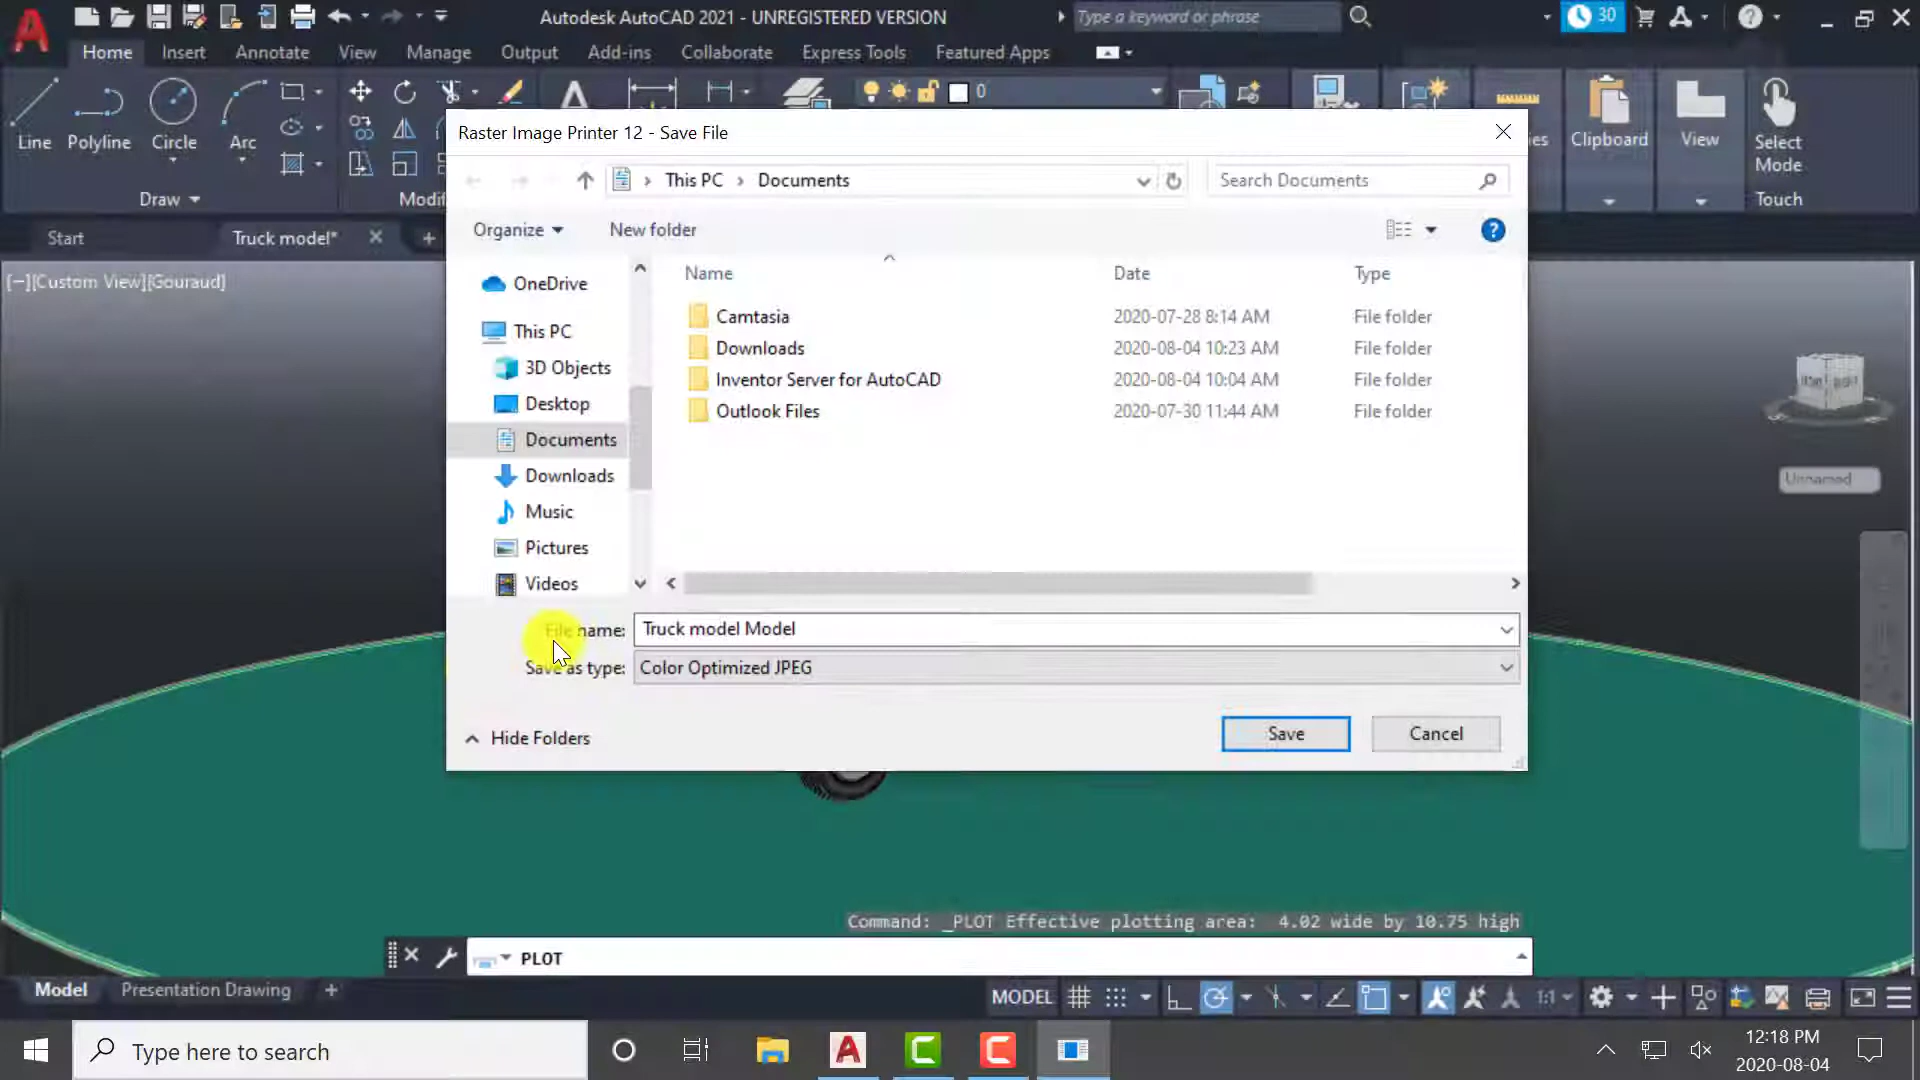 Autodesk AutoCAD 2021 - UNREGISTERED VERSION
Type a keyword or phrase
30
Home Insert Annotate View Manage Output Add-ins Collaborate Express Tools Featured Apps
0
Line Polyline Circle Arc
Clipboard View Select Mode
Draw Touch
Start Truck model*
[−][Custom View][Gouraud]
Raster Image Printer 12 - Save File
This PC Documents
Search Documents
Organize New folder
Name Date Type
Camtasia 2020-07-28 8:14 AM File folder
Downloads 2020-08-04 10:23 AM File folder
Inventor Server for AutoCAD 2020-08-04 10:04 AM File folder
Outlook Files 2020-07-30 11:44 AM File folder
OneDrive
This PC
3D Objects
Desktop
Documents
Downloads
Music
Pictures
Videos
File name: Truck model Model
Save as type: Color Optimized JPEG
Hide Folders
Save Cancel
Unnamed
Command: _PLOT Effective plotting area: 4.02 wide by 10.75 high
PLOT
Model Presentation Drawing +
MODEL 1:1
Type here to search
12:18 PM
2020-08-04